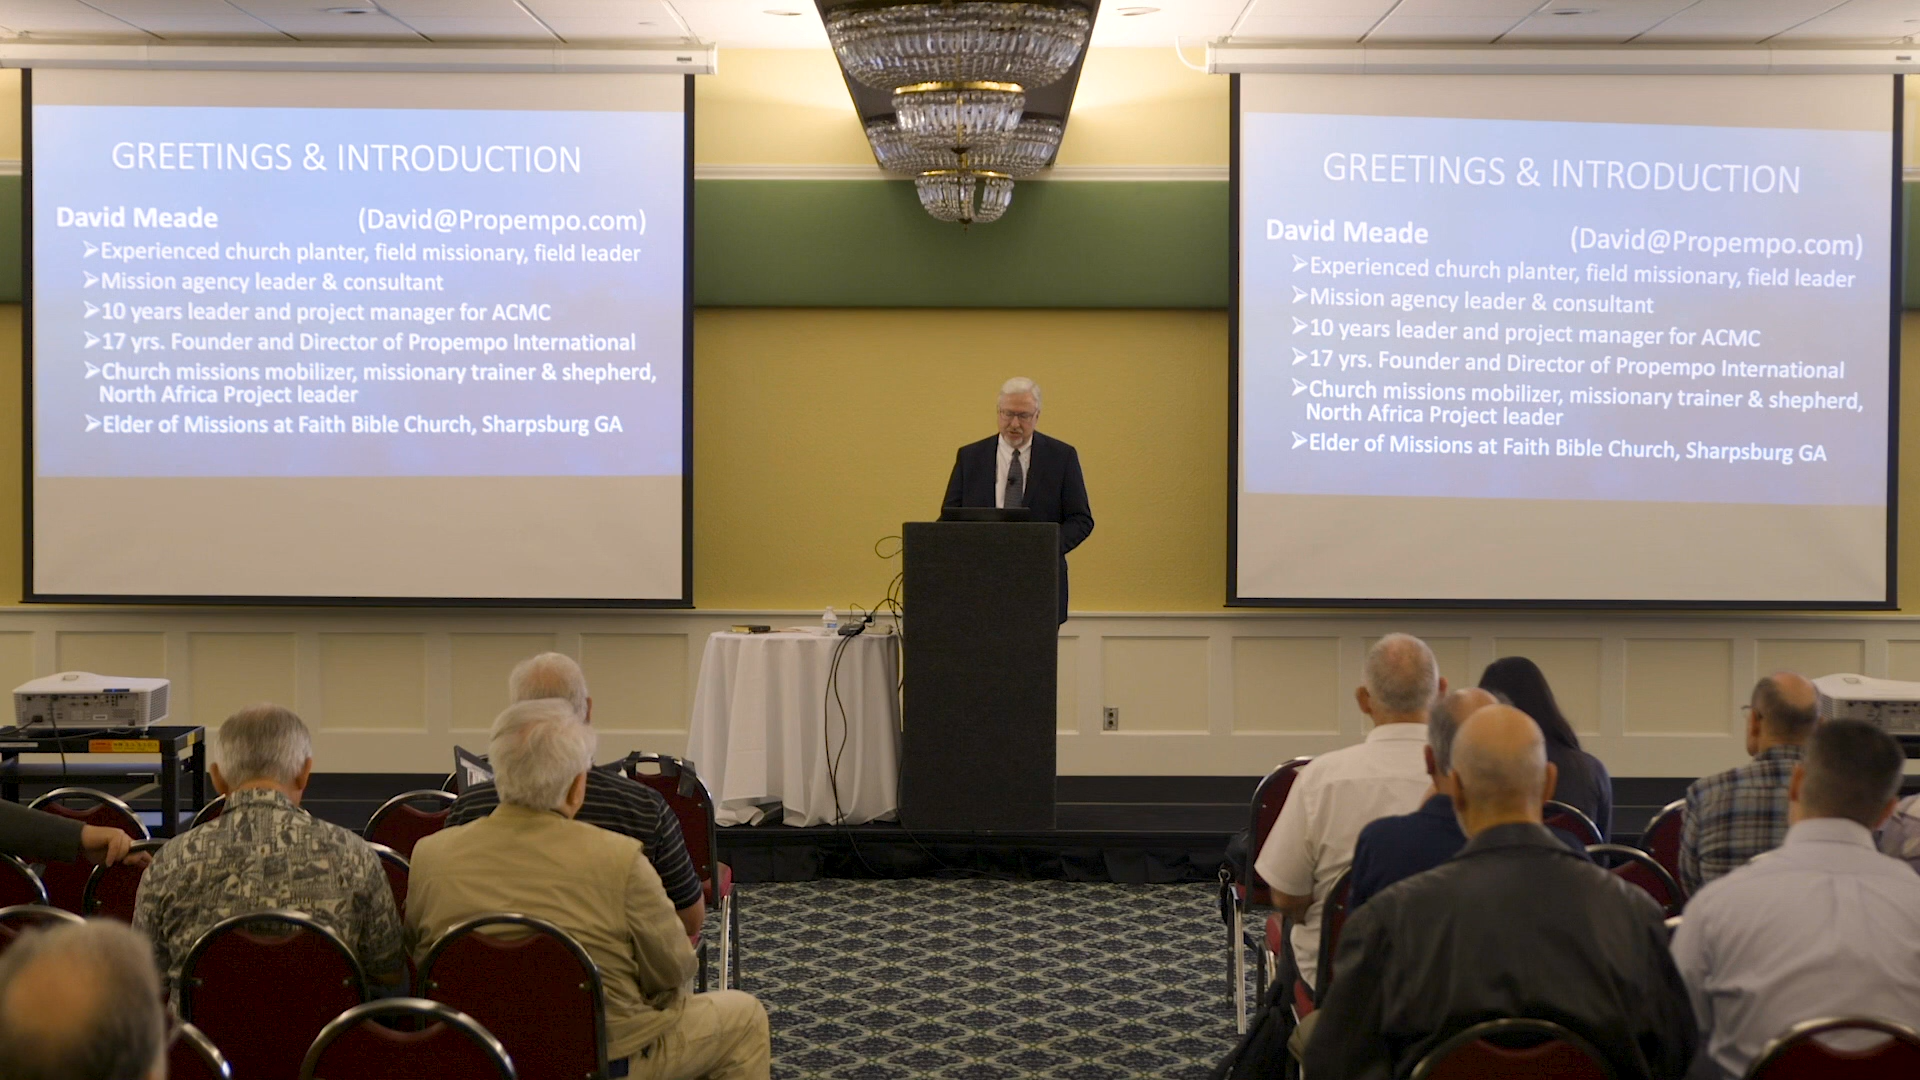 GREETINGS & INTRODUCTION
David Meade (David@Propempo.com)
➢Experienced church planter, field missionary, field leader
➢Mission agency leader & consultant
➢10 years leader and project manager for ACMC
➢17 yrs. Founder and Director of Propempo International
➢Church missions mobilizer, missionary trainer & shepherd,
North Africa Project leader
➢Elder of Missions at Faith Bible Church, Sharpsburg GA
GREETINGS & INTRODUCTION
David Meade (David@Propempo.com)
➢Experienced church planter, field missionary, field leader
➢Mission agency leader & consultant
➢10 years leader and project manager for ACMC
➢17 yrs. Founder and Director of Propempo International
➢Church missions mobilizer, missionary trainer & shepherd,
North Africa Project leader
➢Elder of Missions at Faith Bible Church, Sharpsburg GA